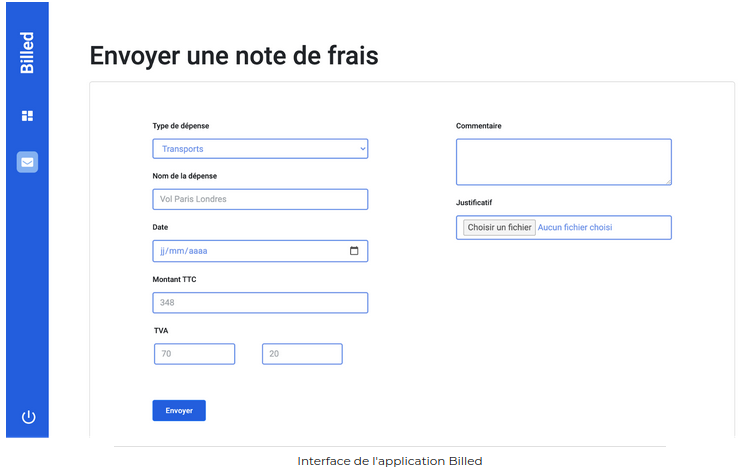 Billed
Envoyer une note de frais
Type de dépense
Transports
Nom de la dépense
Vol Paris Londres
Date
jj/mm/aaaa
Montant TTC
348
TVA
70 20
Envoyer
Commentaire
Justificatif
Choisir un fichier Aucun fichier choisi
Interface de l'application Billed